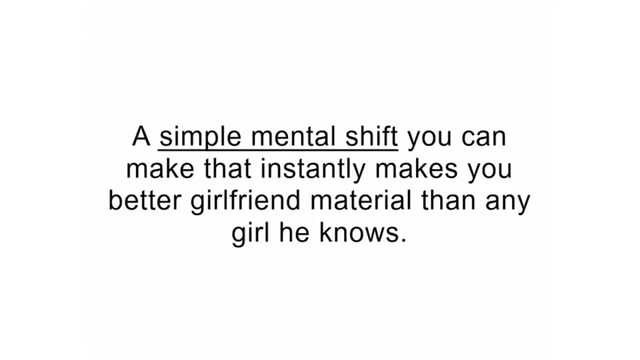 A simple mental shift you can
make that instantly makes you
better girlfriend material than any
girl he knows.